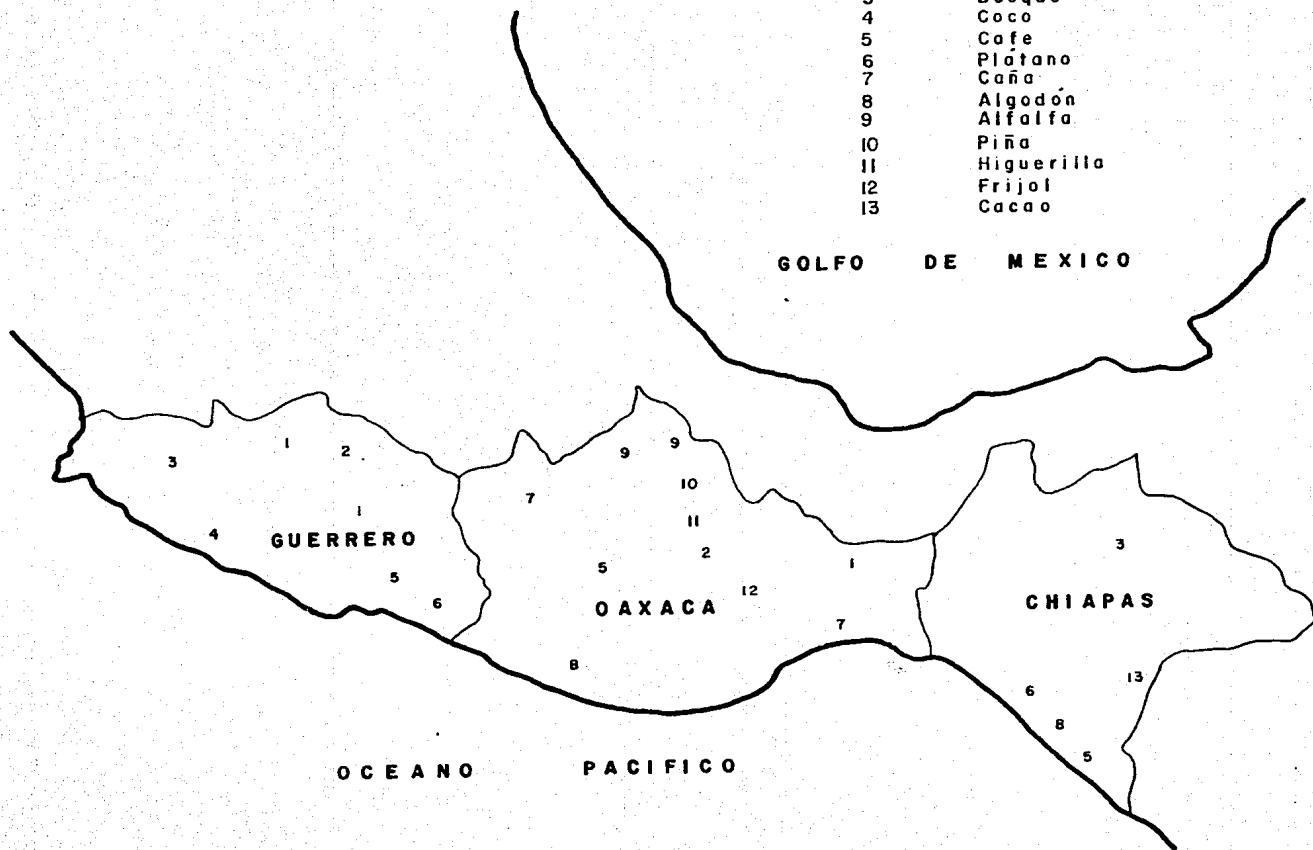 4 Coco
5 Cafe
6 Plátano
7 Caña
8 Algodón
9 Alfalfa
10 Piña
11 Higuerilla
12 Frijol
13 Cacao
GOLFO DE MEXICO
1 2 9 9
3
7 10
1 11
4 GUERRERO 2 1 3
5 5
6 12
OAXACA CHIAPAS
7
8 13
6
8
5
OCEANO PACIFICO